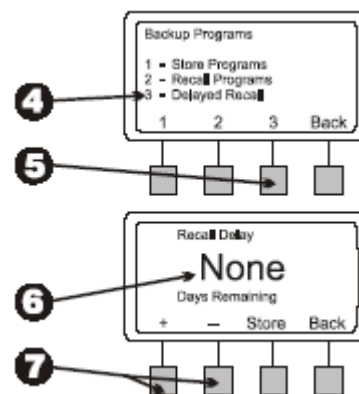 Backup Programs
1 - Store Programs
2 - Recall Programs
4
3 - Delayed Recall
1 2 3 Back
5
Recall Delay
6
None
Days Remaining
+ - Store Back
7